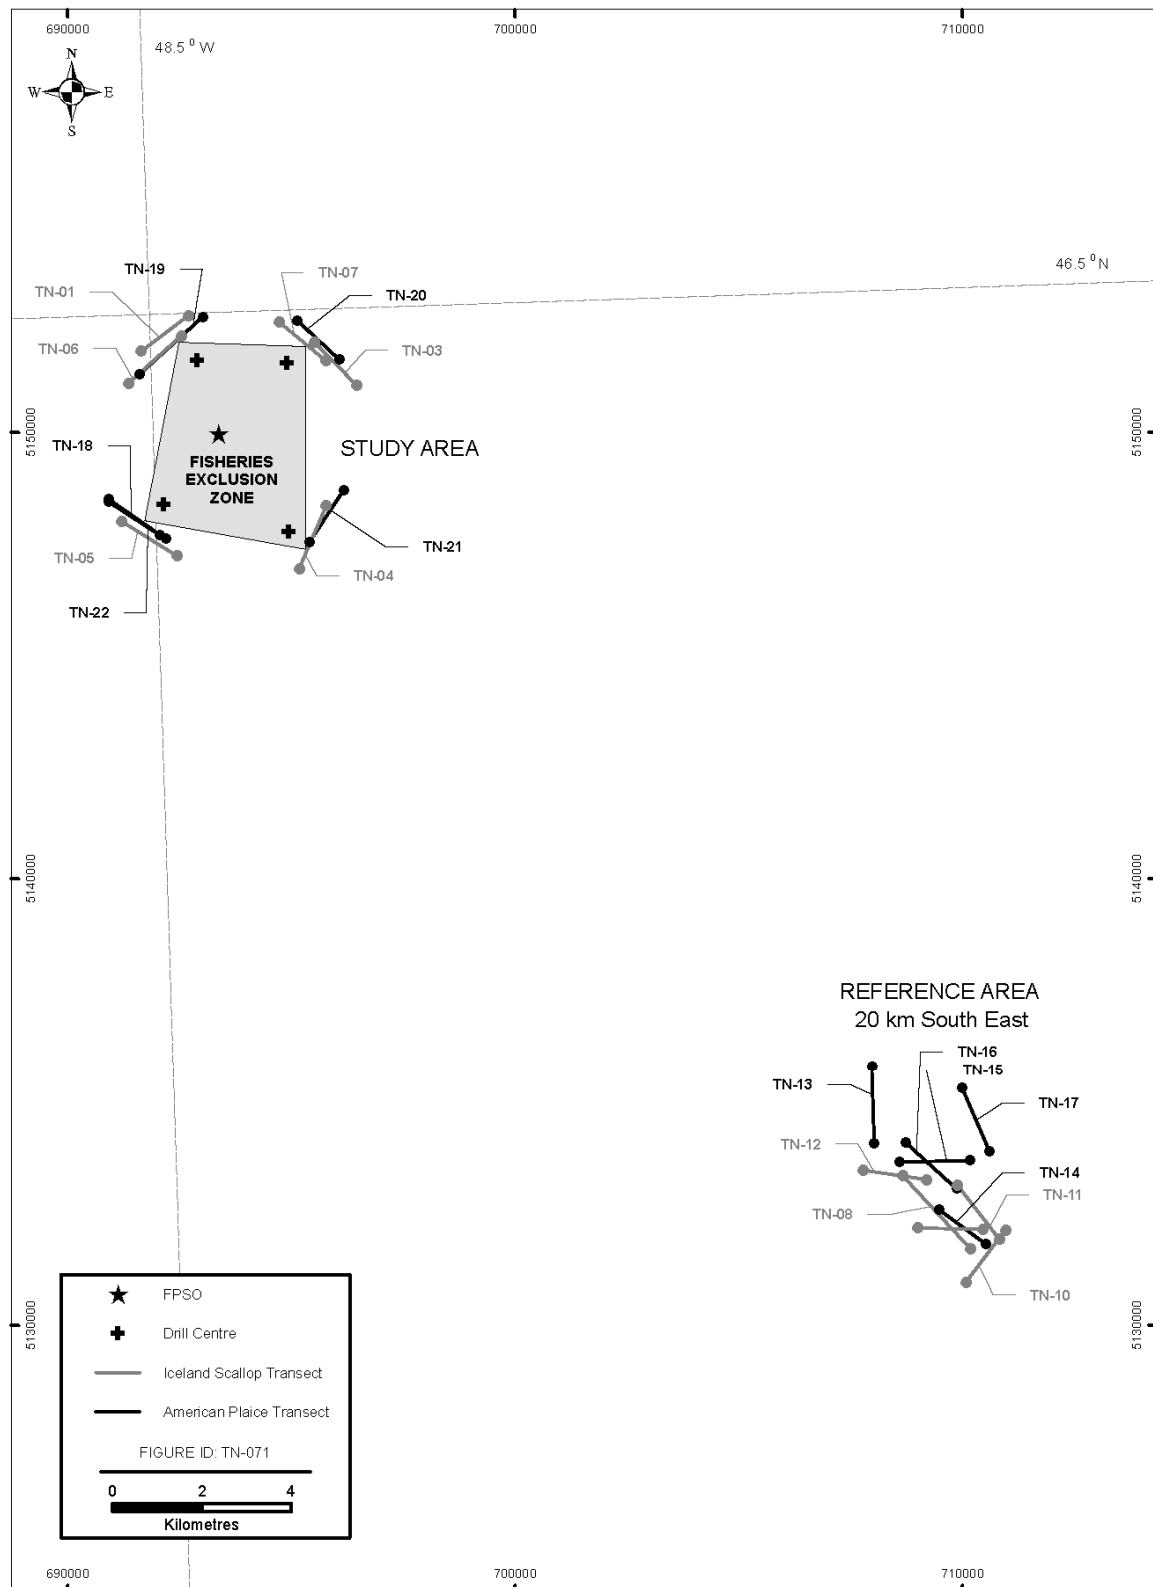 690000
700000
710000
48.5 ⁰ W
N
W
E
S
46.5 ⁰N
TN-19
TN-07
TN-01
TN-20
TN-06
TN-03
5150000
5150000
TN-18
STUDY AREA
FISHERIES
EXCLUSION
ZONE
TN-05
TN-21
TN-04
TN-22
5140000
5140000
REFERENCE AREA
20 km South East
TN-16
TN-15
TN-13
TN-17
TN-12
TN-14
TN-11
TN-08
TN-10
5130000
5130000
FPSO
Drill Centre
Iceland Scallop Transect
American Plaice Transect
FIGURE ID: TN-071
0
2
4
Kilometres
690000
700000
710000